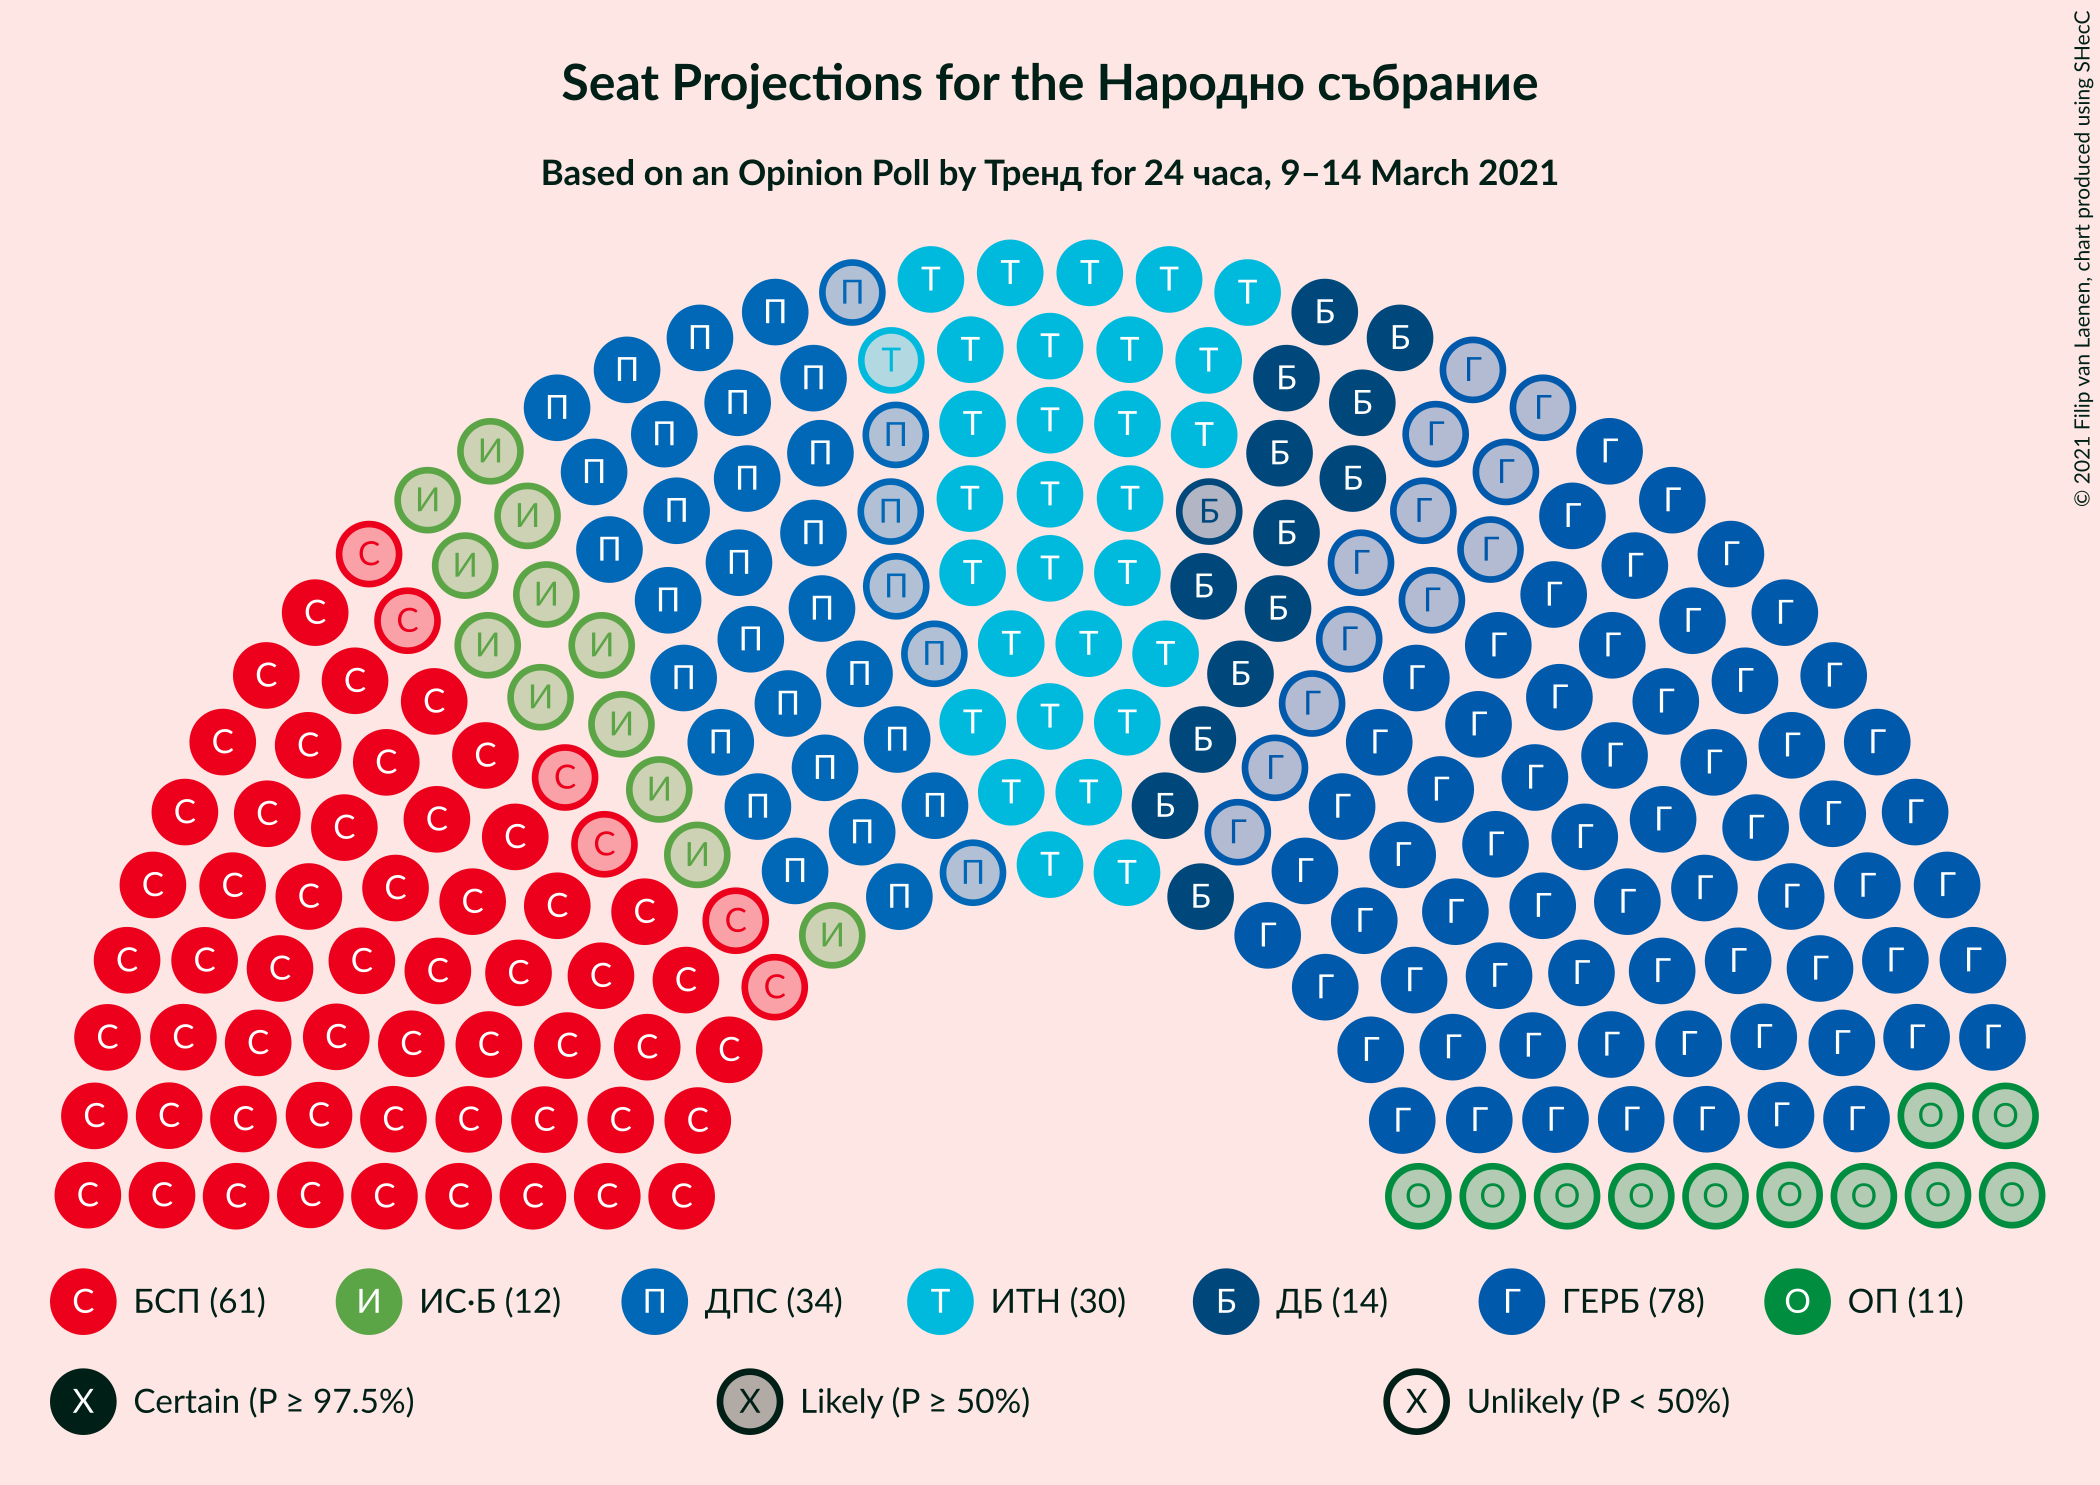 Seat Projections for the Народно събрание
Based on an Opinion Poll by Тренд for 24 часа, 9–14 March 2021
© 2021 Filip van Laenen, chart produced using SHecC
С БСП (61) И ИС·Б (12) П ДПС (34) Т ИТН (30) Б ДБ (14) Г ГЕРБ (78) О ОП (11)
X Certain (P ≥ 97.5%) X Likely (P ≥ 50%) X Unlikely (P < 50%)